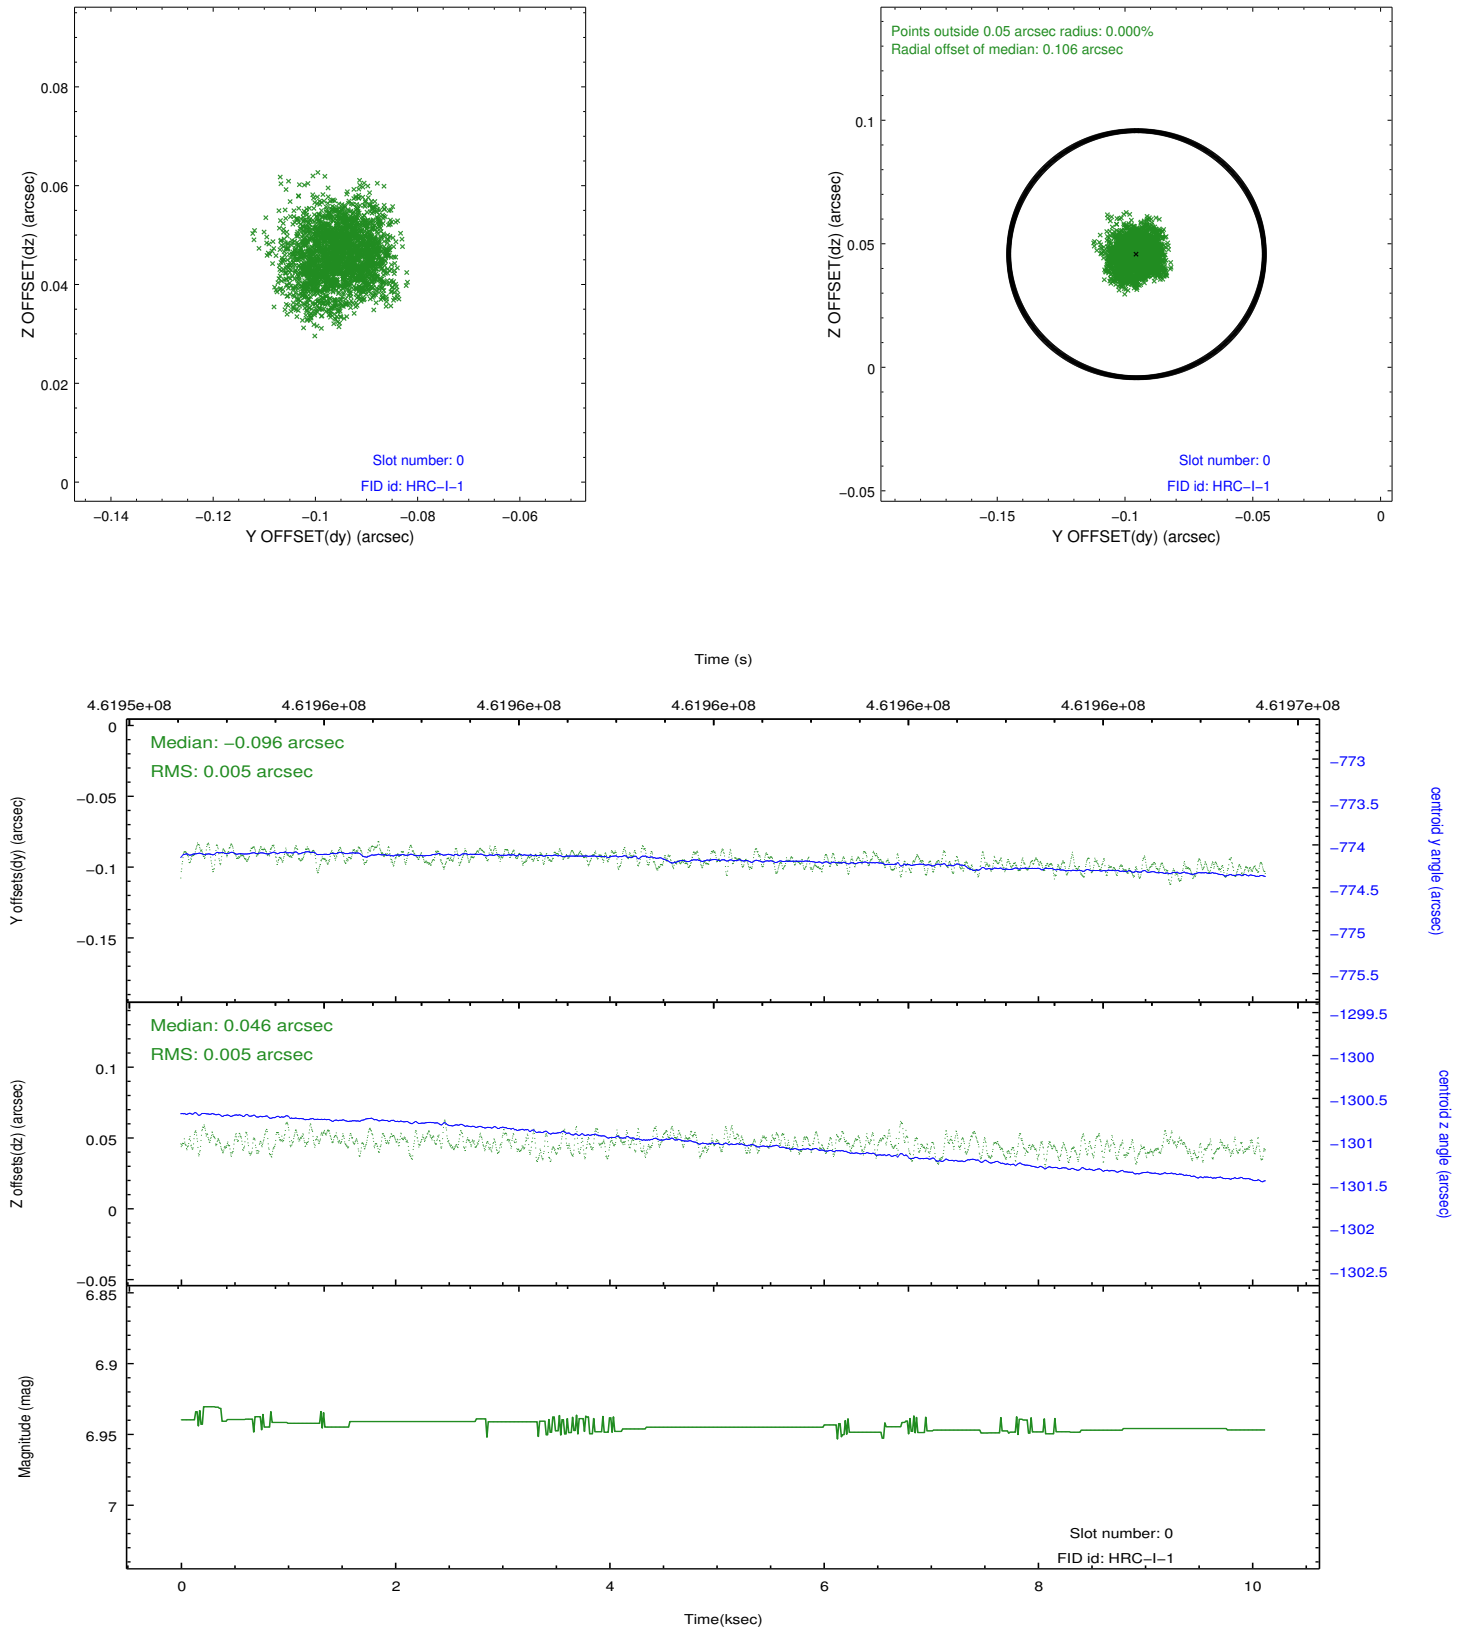 0.08
0.06
0.04
0.02
0
Z OFFSET(dz) (arcsec)
Slot number: 0
FID id: HRC−I−1
−0.14
−0.12
−0.1
−0.08
−0.06
Y OFFSET(dy) (arcsec)
Points outside 0.05 arcsec radius: 0.000%
Radial offset of median: 0.106 arcsec
0.1
0.05
0
−0.05
Z OFFSET(dz) (arcsec)
Slot number: 0
FID id: HRC−I−1
−0.15
−0.1
−0.05
0
Y OFFSET(dy) (arcsec)
Time (s)
4.6195e+08
4.6196e+08
4.6196e+08
4.6196e+08
4.6196e+08
4.6196e+08
4.6197e+08
Median: −0.096 arcsec
RMS: 0.005 arcsec
0
−0.05
−0.1
−0.15
Y offsets(dy) (arcsec)
−773
−773.5
−774
−774.5
−775
−775.5
centroid y angle (arcsec)
Median: 0.046 arcsec
RMS: 0.005 arcsec
0.1
0.05
0
−0.05
Z offsets(dz) (arcsec)
−1299.5
−1300
−1300.5
−1301
−1301.5
−1302
−1302.5
centroid z angle (arcsec)
6.85
6.9
6.95
7
Magnitude (mag)
Slot number: 0
FID id: HRC−I−1
0
2
4
6
8
10
Time(ksec)